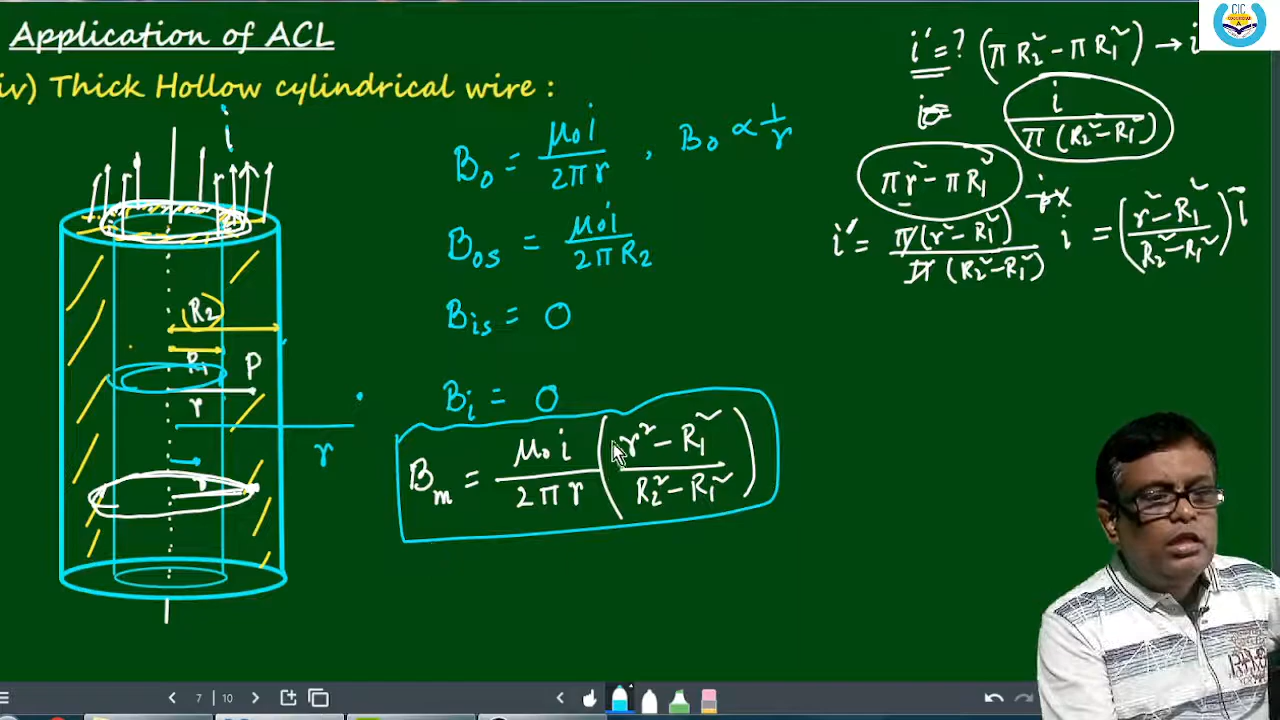 Application of ACL
iv) Thick Hollow cylindrical wire :
i
R₂
R₁
P
r
r
r
B₀ = μ₀i / 2πr , B₀ ∝ 1/r
B₀s = μ₀i / 2πR₂
Bis = 0
Bi = 0
Bm = μ₀i / 2πr ( r² - R₁² / R₂² - R₁² )
i' = ? (πR₂² - πR₁²) → i
i / π (R₂² - R₁²)
πr² - πR₁²
i' = π(r² - R₁²) / π(R₂² - R₁²) i = ( r² - R₁² / R₂² - R₁² ) i
CIC
7 | 10